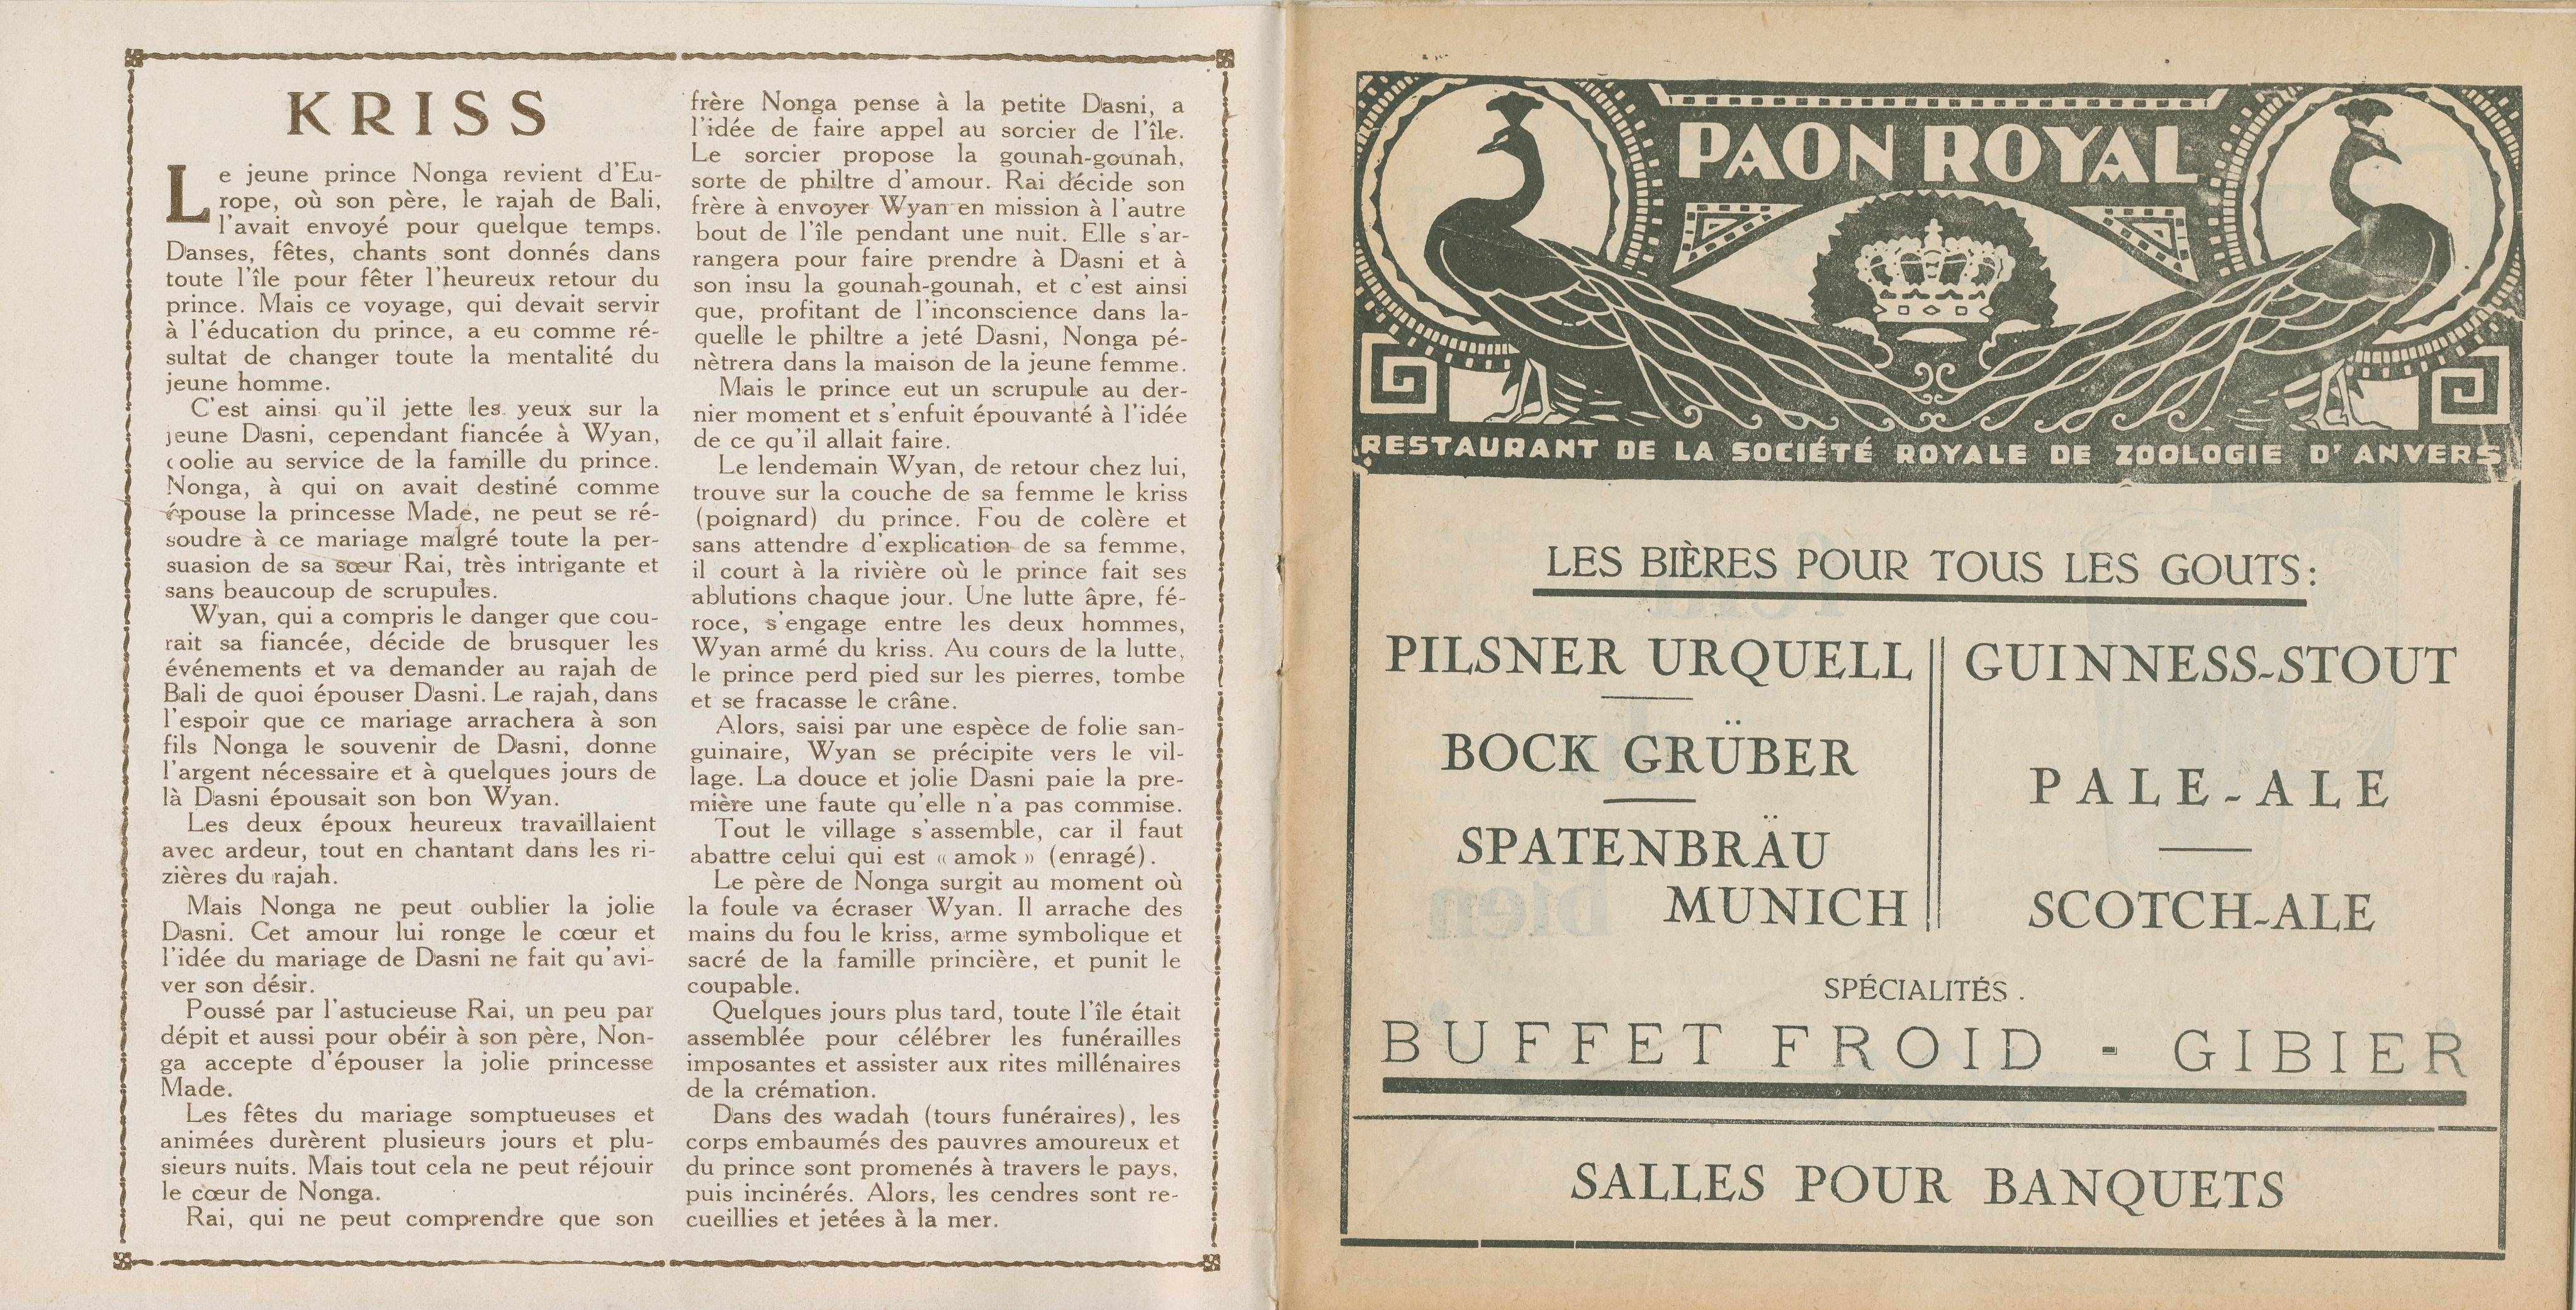 KRISS
Le jeune prince Nonga revient d'Eu-
rope, où son père, le rajah de Bali,
l'avait envoyé pour quelque temps.
Danses, fêtes, chants sont donnés dans
toute l'île pour fêter l'heureux retour du
prince. Mais ce voyage, qui devait servir
à l'éducation du prince, a eu comme ré-
sultat de changer toute la mentalité du
jeune homme.
C'est ainsi qu'il jette les yeux sur la
jeune Dasni, cependant fiancée à Wyan,
coolie au service de la famille du prince.
Nonga, à qui on avait destiné comme
épouse la princesse Made, ne peut se ré-
soudre à ce mariage malgré toute la per-
suasion de sa sœur Rai, très intrigante et
sans beaucoup de scrupules.
Wyan, qui a compris le danger que cou-
rait sa fiancée, décide de brusquer les
événements et va demander au rajah de
Bali de quoi épouser Dasni. Le rajah, dans
l'espoir que ce mariage arrachera à son
fils Nonga le souvenir de Dasni, donne
l'argent nécessaire et à quelques jours de
là Dasni épousait son bon Wyan.
Les deux époux heureux travaillaient
avec ardeur, tout en chantant dans les ri-
zières du rajah.
Mais Nonga ne peut oublier la jolie
Dasni. Cet amour lui ronge le cœur et
l'idée du mariage de Dasni ne fait qu'avi-
ver son désir.
Poussé par l'astucieuse Rai, un peu par
dépit et aussi pour obéir à son père, Non-
ga accepte d'épouser la jolie princesse
Made.
Les fêtes du mariage somptueuses et
animées durèrent plusieurs jours et plu-
sieurs nuits. Mais tout cela ne peut réjouir
le cœur de Nonga.
Rai, qui ne peut comprendre que son
frère Nonga pense à la petite Dasni, a
l'idée de faire appel au sorcier de l'île.
Le sorcier propose la gounah-gounah,
sorte de philtre d'amour. Rai décide son
frère à envoyer Wyan en mission à l'autre
bout de l'île pendant une nuit. Elle s'ar-
rangera pour faire prendre à Dasni et à
son insu la gounah-gounah, et c'est ainsi
que, profitant de l'inconscience dans la-
quelle le philtre a jeté Dasni, Nonga pé-
nètrera dans la maison de la jeune femme.
Mais le prince eut un scrupule au der-
nier moment et s'enfuit épouvanté à l'idée
de ce qu'il allait faire.
Le lendemain Wyan, de retour chez lui,
trouve sur la couche de sa femme le kriss
(poignard) du prince. Fou de colère et
sans attendre d'explication de sa femme,
il court à la rivière où le prince fait ses
ablutions chaque jour. Une lutte âpre, fé-
roce, s'engage entre les deux hommes,
Wyan armé du kriss. Au cours de la lutte,
le prince perd pied sur les pierres, tombe
et se fracasse le crâne.
Alors, saisi par une espèce de folie san-
guinaire, Wyan se précipite vers le vil-
lage. La douce et jolie Dasni paie la pre-
mière une faute qu'elle n'a pas commise.
Tout le village s'assemble, car il faut
abattre celui qui est « amok » (enragé).
Le père de Nonga surgit au moment où
la foule va écraser Wyan. Il arrache des
mains du fou le kriss, arme symbolique et
sacré de la famille princière, et punit le
coupable.
Quelques jours plus tard, toute l'île était
assemblée pour célébrer les funérailles
imposantes et assister aux rites millénaires
de la crémation.
Dans des wadah (tours funéraires), les
corps embaumés des pauvres amoureux et
du prince sont promenés à travers le pays,
puis incinérés. Alors, les cendres sont re-
cueillies et jetées à la mer.
PAON ROYAL
RESTAURANT DE LA SOCIÉTÉ ROYALE DE ZOOLOGIE D'ANVERS
LES BIÈRES POUR TOUS LES GOUTS:
PILSNER URQUELL
BOCK GRÜBER
SPATENBRÄU
MUNICH
GUINNESS-STOUT
PALE-ALE
SCOTCH-ALE
SPÉCIALITÉS.
BUFFET FROID - GIBIER
SALLES POUR BANQUETS